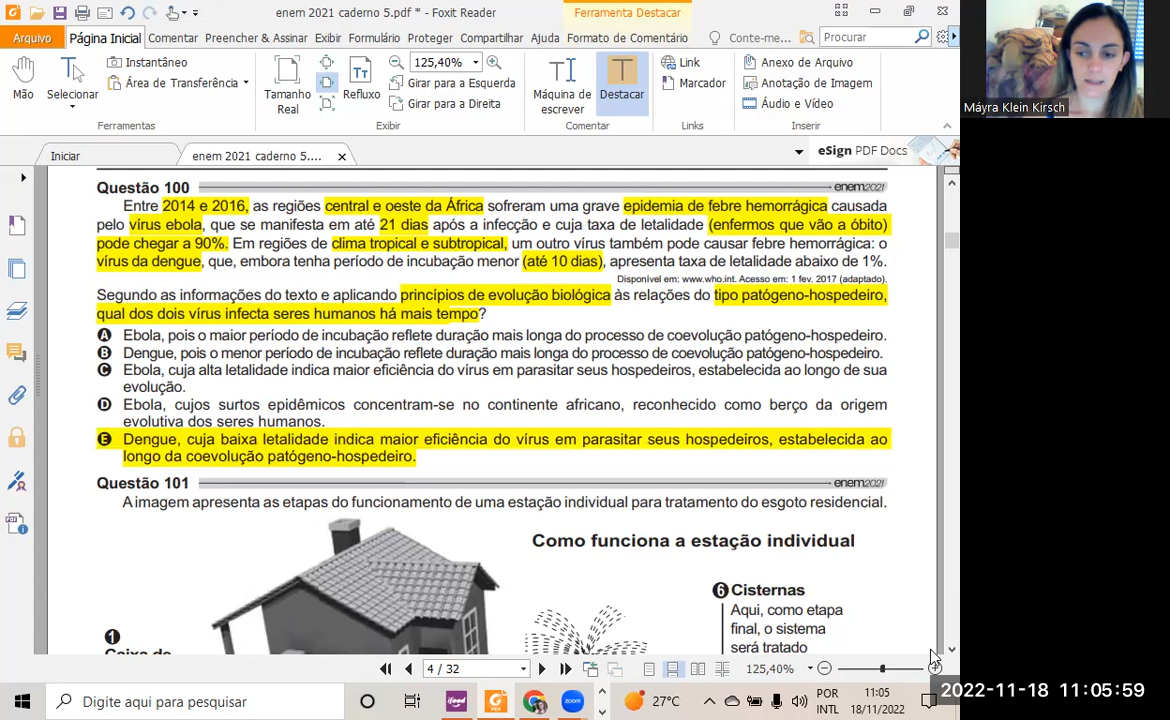 enem 2021 caderno 5.pdf * - Foxit Reader
Ferramenta Destacar
Arquivo Página Inicial Comentar Preencher & Assinar Exibir Formulário Proteger Compartilhar Ajuda Formato de Comentário Conte-me... Procurar
Mão
Selecionar
Instantâneo
Área de Transferência
Ferramentas
Tamanho Real
Refluxo
125,40%
Girar para a Esquerda
Girar para a Direita
Exibir
Máquina de escrever
Destacar
Comentar
Link
Marcador
Links
Anexo de Arquivo
Anotação de Imagem
Áudio e Vídeo
Inserir
Máyra Klein Kirsch
Iniciar
enem 2021 caderno 5....
eSign PDF Docs
Questão 100 enem2021
Entre 2014 e 2016, as regiões central e oeste da África sofreram uma grave epidemia de febre hemorrágica causada
pelo vírus ebola, que se manifesta em até 21 dias após a infecção e cuja taxa de letalidade (enfermos que vão a óbito)
pode chegar a 90%. Em regiões de clima tropical e subtropical, um outro vírus também pode causar febre hemorrágica: o
vírus da dengue, que, embora tenha período de incubação menor (até 10 dias), apresenta taxa de letalidade abaixo de 1%.
Disponível em: www.who.int. Acesso em: 1 fev. 2017 (adaptado).
Segundo as informações do texto e aplicando princípios de evolução biológica às relações do tipo patógeno-hospedeiro,
qual dos dois vírus infecta seres humanos há mais tempo?
A Ebola, pois o maior período de incubação reflete duração mais longa do processo de coevolução patógeno-hospedeiro.
B Dengue, pois o menor período de incubação reflete duração mais longa do processo de coevolução patógeno-hospedeiro.
C Ebola, cuja alta letalidade indica maior eficiência do vírus em parasitar seus hospedeiros, estabelecida ao longo de sua
evolução.
D Ebola, cujos surtos epidêmicos concentram-se no continente africano, reconhecido como berço da origem
evolutiva dos seres humanos.
E Dengue, cuja baixa letalidade indica maior eficiência do vírus em parasitar seus hospedeiros, estabelecida ao
longo da coevolução patógeno-hospedeiro.
Questão 101 enem2021
A imagem apresenta as etapas do funcionamento de uma estação individual para tratamento do esgoto residencial.
Como funciona a estação individual
6 Cisternas
Aqui, como etapa
final, o sistema
será tratado
1
Caixa de
4 / 32
125,40%
Digite aqui para pesquisar
27°C
POR
INTL
11:05
18/11/2022
2022-11-18 11:05:59